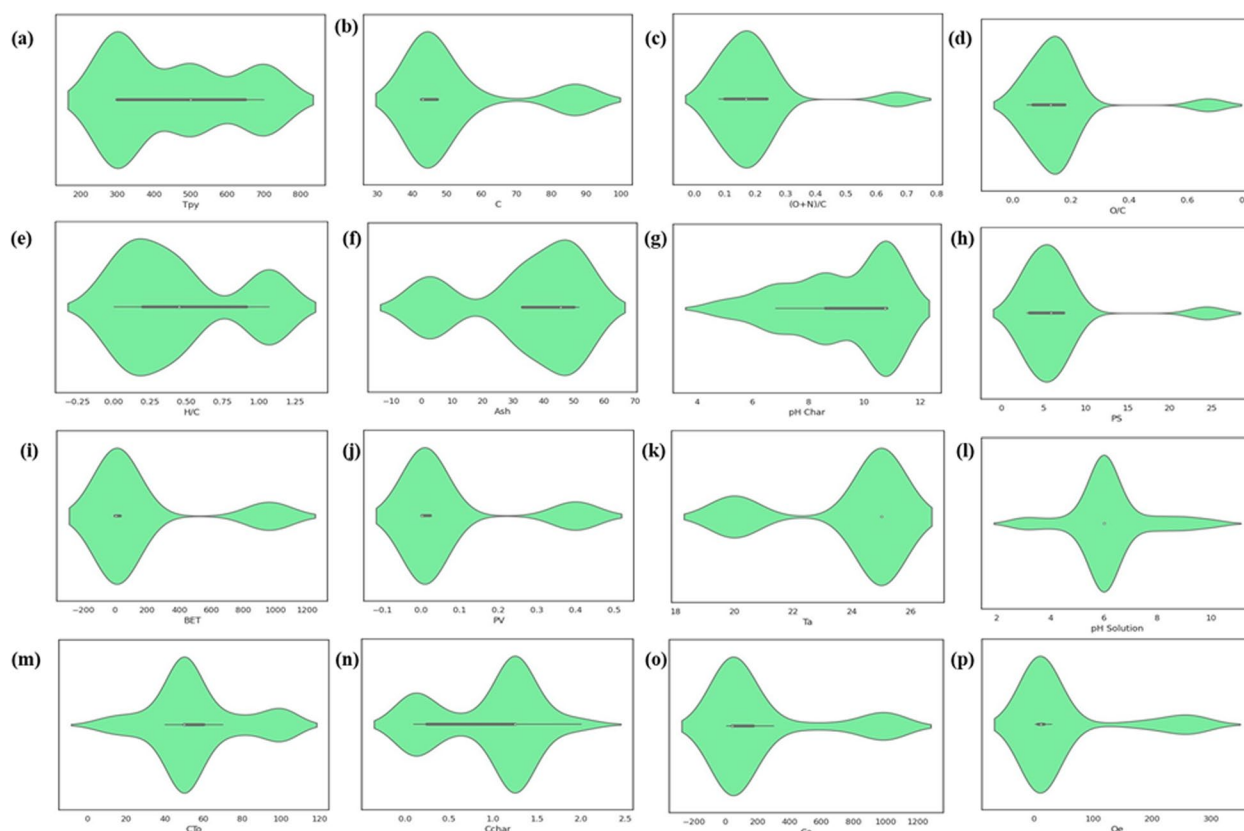 (a) (b) (c) (d)
200 300 400 500 600 700 800
Tpy
30 40 50 60 70 80 90 100
C
0.0 0.1 0.2 0.3 0.4 0.5 0.6 0.7 0.8
(O+N)/C
0.0 0.2 0.4 0.6
O/C
(e) (f) (g) (h)
−0.25 0.00 0.25 0.50 0.75 1.00 1.25
H/C
−10 0 10 20 30 40 50 60 70
Ash
4 6 8 10 12
pH Char
0 5 10 15 20 25
PS
(i) (j) (k) (l)
−200 0 200 400 600 800 1000 1200
BET
−0.1 0.0 0.1 0.2 0.3 0.4 0.5
PV
18 20 22 24 26
Ta
2 4 6 8 10
pH Solution
(m) (n) (o) (p)
0 20 40 60 80 100 120
0.0 0.5 1.0 1.5 2.0 2.5
Cchar
−200 0 200 400 600 800 1000 1200
0 100 200 300
Qe